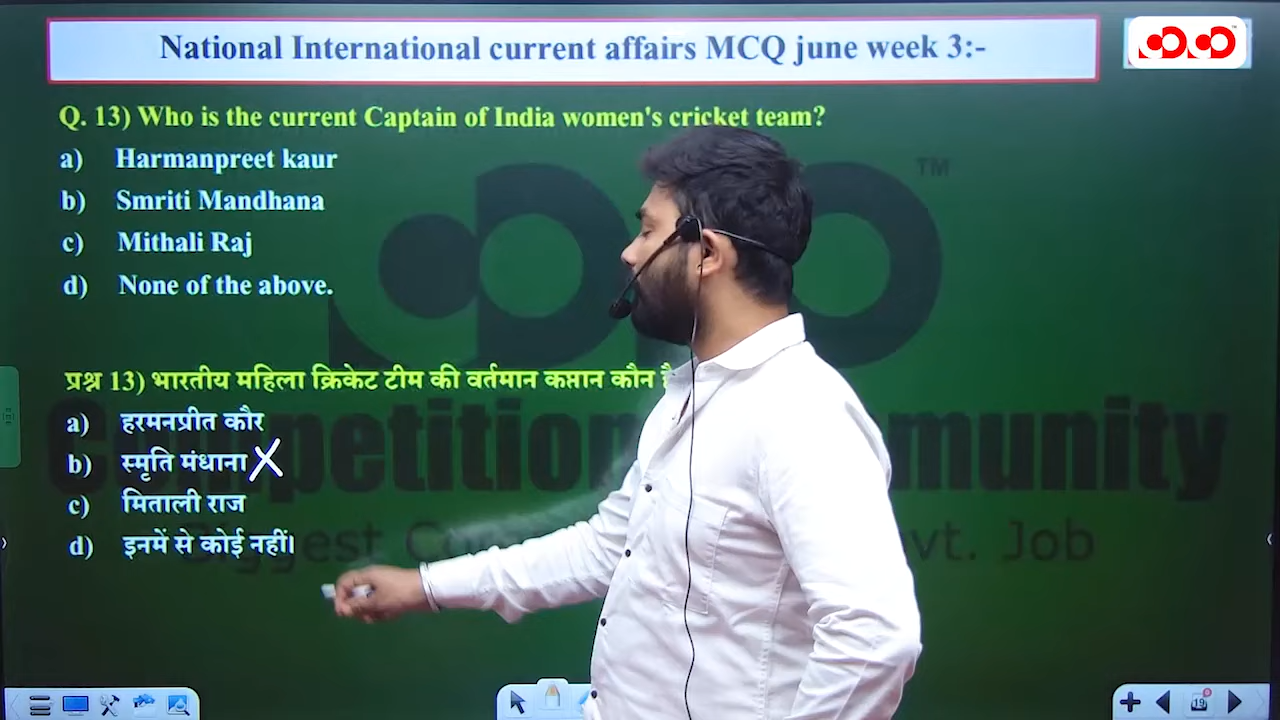 National International current affairs MCQ june week 3:-
Q. 13) Who is the current Captain of India women's cricket team?
a) Harmanpreet kaur
b) Smriti Mandhana
c) Mithali Raj
d) None of the above.
TM
प्रश्न 13) भारतीय महिला क्रिकेट टीम की वर्तमान कप्तान कौन
a) हरमनप्रीत कौर
b) स्मृति मंधाना
c) मिताली राज
d) इनमें से कोई नहीं।
19